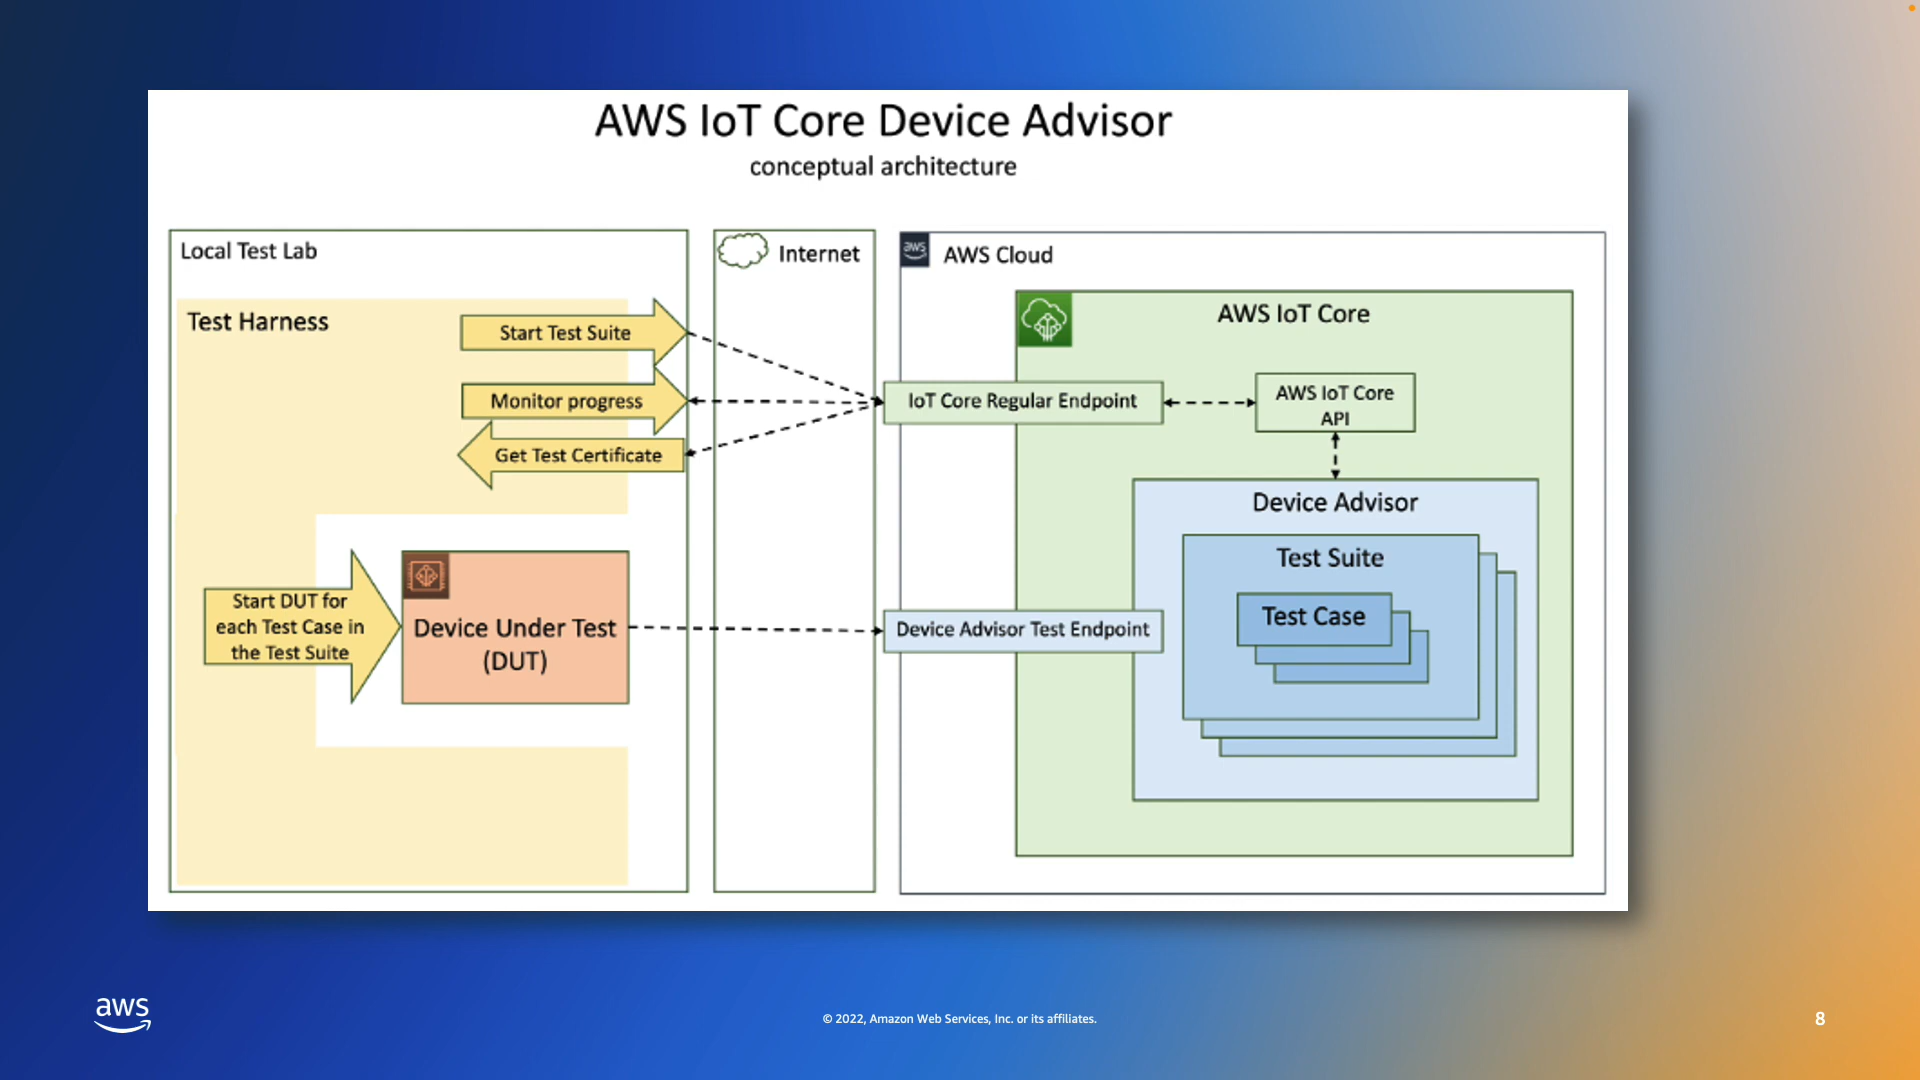 AWS IoT Core Device Advisor
conceptual architecture
Local Test Lab
Test Harness
Start Test Suite
Monitor progress
Get Test Certificate
Start DUT for
each Test Case in
the Test Suite
Device Under Test
(DUT)
Internet
aws
AWS Cloud
AWS IoT Core
IoT Core Regular Endpoint
AWS IoT Core
API
Device Advisor
Test Suite
Test Case
Device Advisor Test Endpoint
aws
© 2022, Amazon Web Services, Inc. or its affiliates.
8